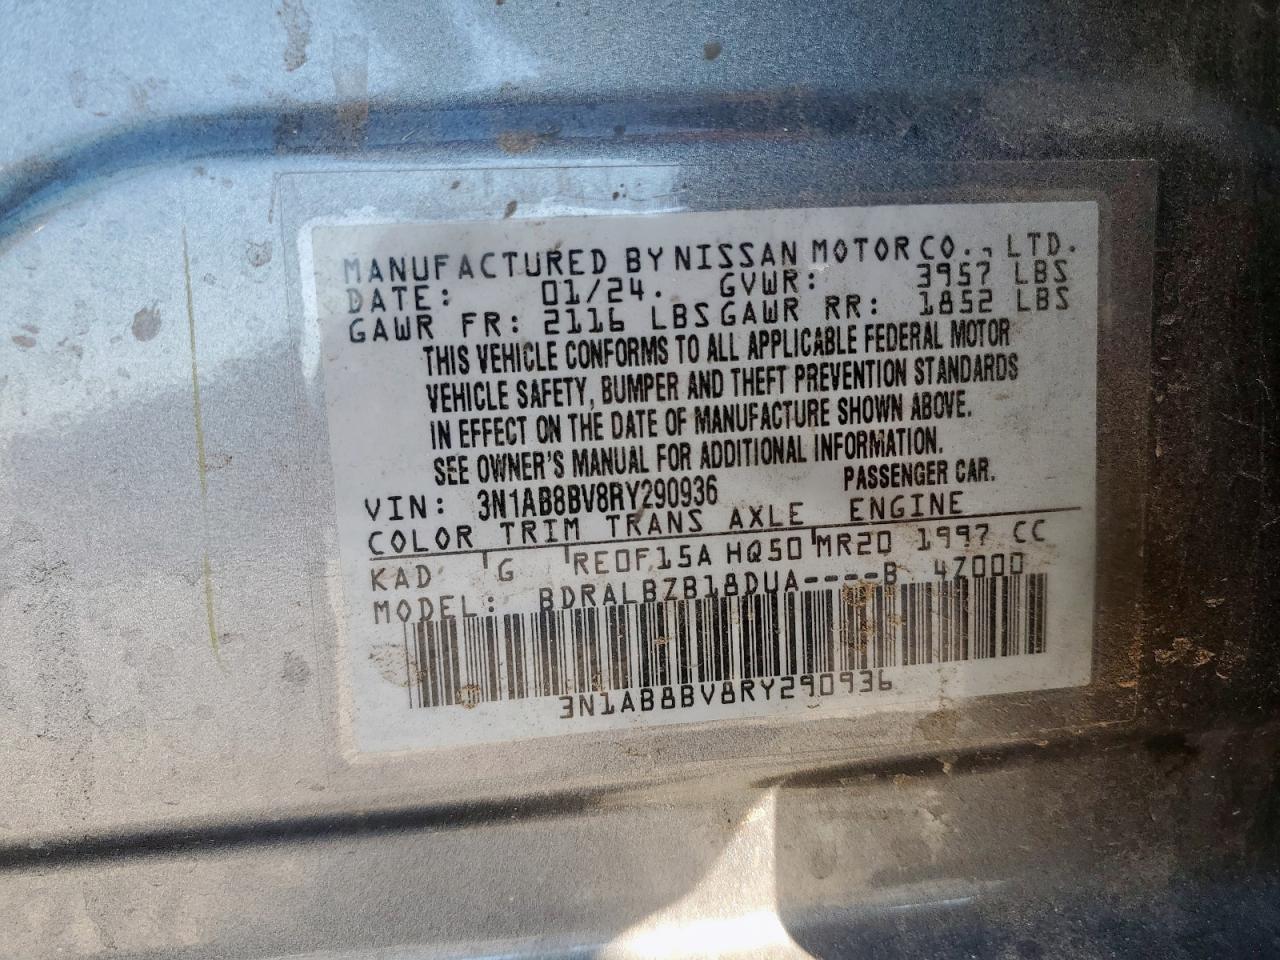 MANUFACTURED BY NISSAN MOTOR CO., LTD.
DATE: 01/24. GVWR: 3957 LBS
GAWR FR: 2116 LBS GAWR RR: 1852 LBS
THIS VEHICLE CONFORMS TO ALL APPLICABLE FEDERAL MOTOR
VEHICLE SAFETY, BUMPER AND THEFT PREVENTION STANDARDS
IN EFFECT ON THE DATE OF MANUFACTURE SHOWN ABOVE.
SEE OWNER'S MANUAL FOR ADDITIONAL INFORMATION.
VIN: 3N1AB8BV8RY290936 PASSENGER CAR.
COLOR TRIM TRANS AXLE ENGINE
KAD G RE0F15A HQ50 MR20 1997 CC
MODEL: BDRALBZB18DUA----B 4Z000
3N1AB8BV8RY290936